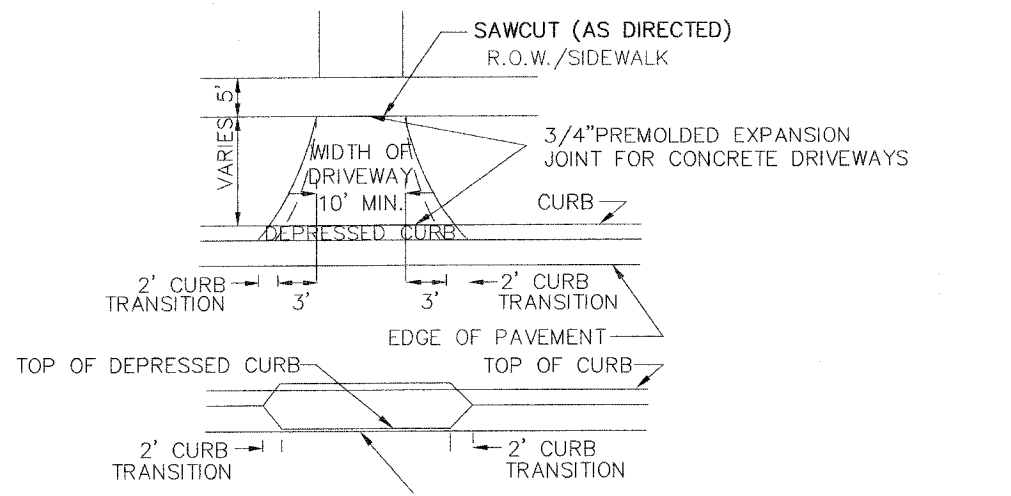 SAWCUT (AS DIRECTED)
R.O.W./SIDEWALK
5'
VARIES
3/4"PREMOLDED EXPANSION
JOINT FOR CONCRETE DRIVEWAYS
WIDTH OF
DRIVEWAY
10' MIN.
CURB
DEPRESSED CURB
2' CURB
TRANSITION
3'
3'
2' CURB
TRANSITION
EDGE OF PAVEMENT
TOP OF DEPRESSED CURB
TOP OF CURB
2' CURB
TRANSITION
2' CURB
TRANSITION